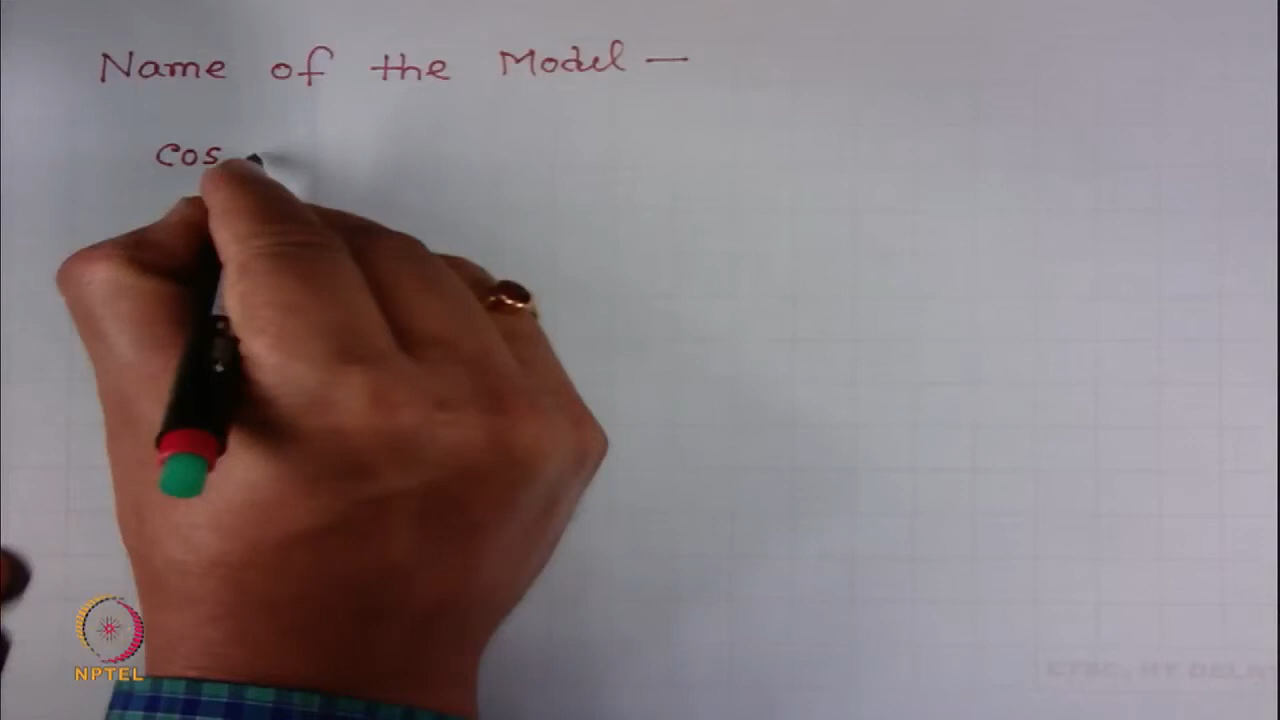 Name of the Model —
cos
NPTEL